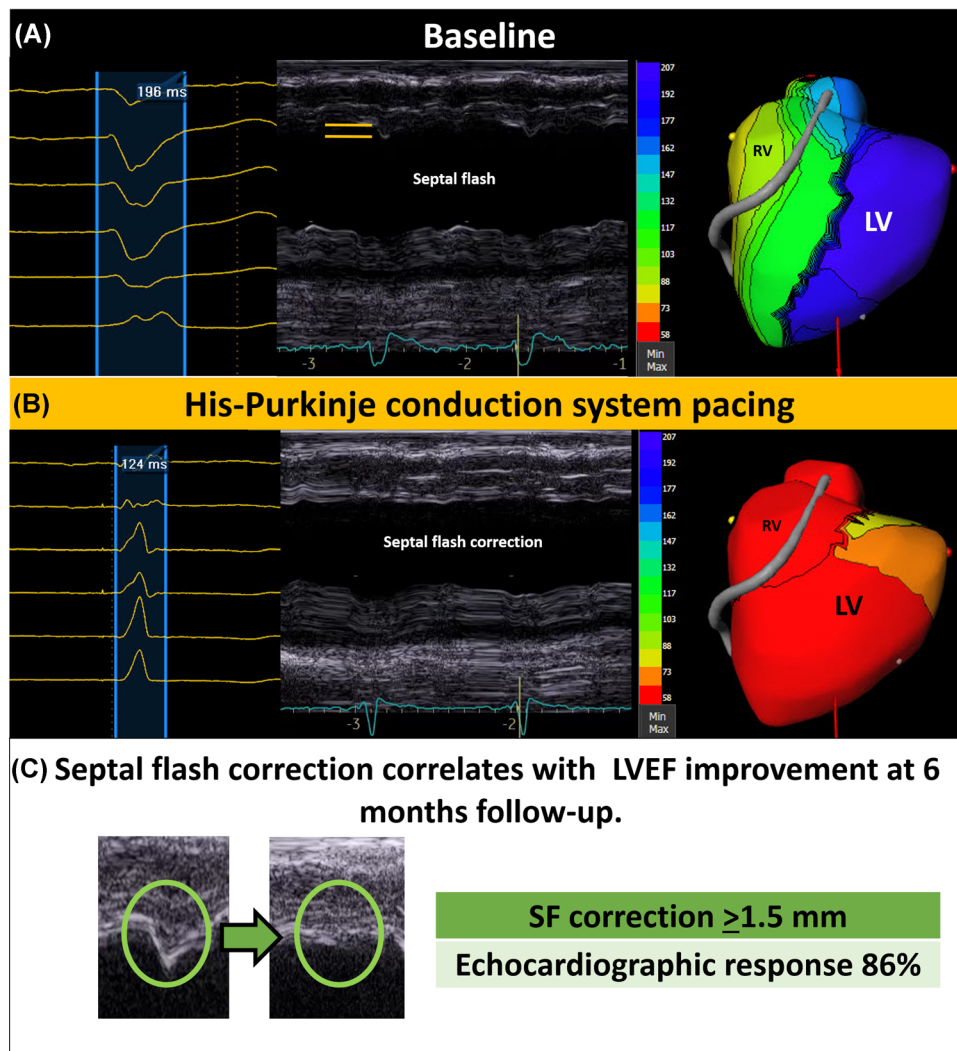 (A)
Baseline
196 ms
Septal flash
-3
-2
-1
207
192
177
162
147
132
117
103
88
73
58
Min
Max
RV
LV
(B)
His-Purkinje conduction system pacing
124 ms
Septal flash correction
-3
-2
207
192
177
162
147
132
117
103
88
73
58
Min
Max
RV
LV
(C) Septal flash correction correlates with LVEF improvement at 6
months follow-up.
SF correction ≥1.5 mm
Echocardiographic response 86%